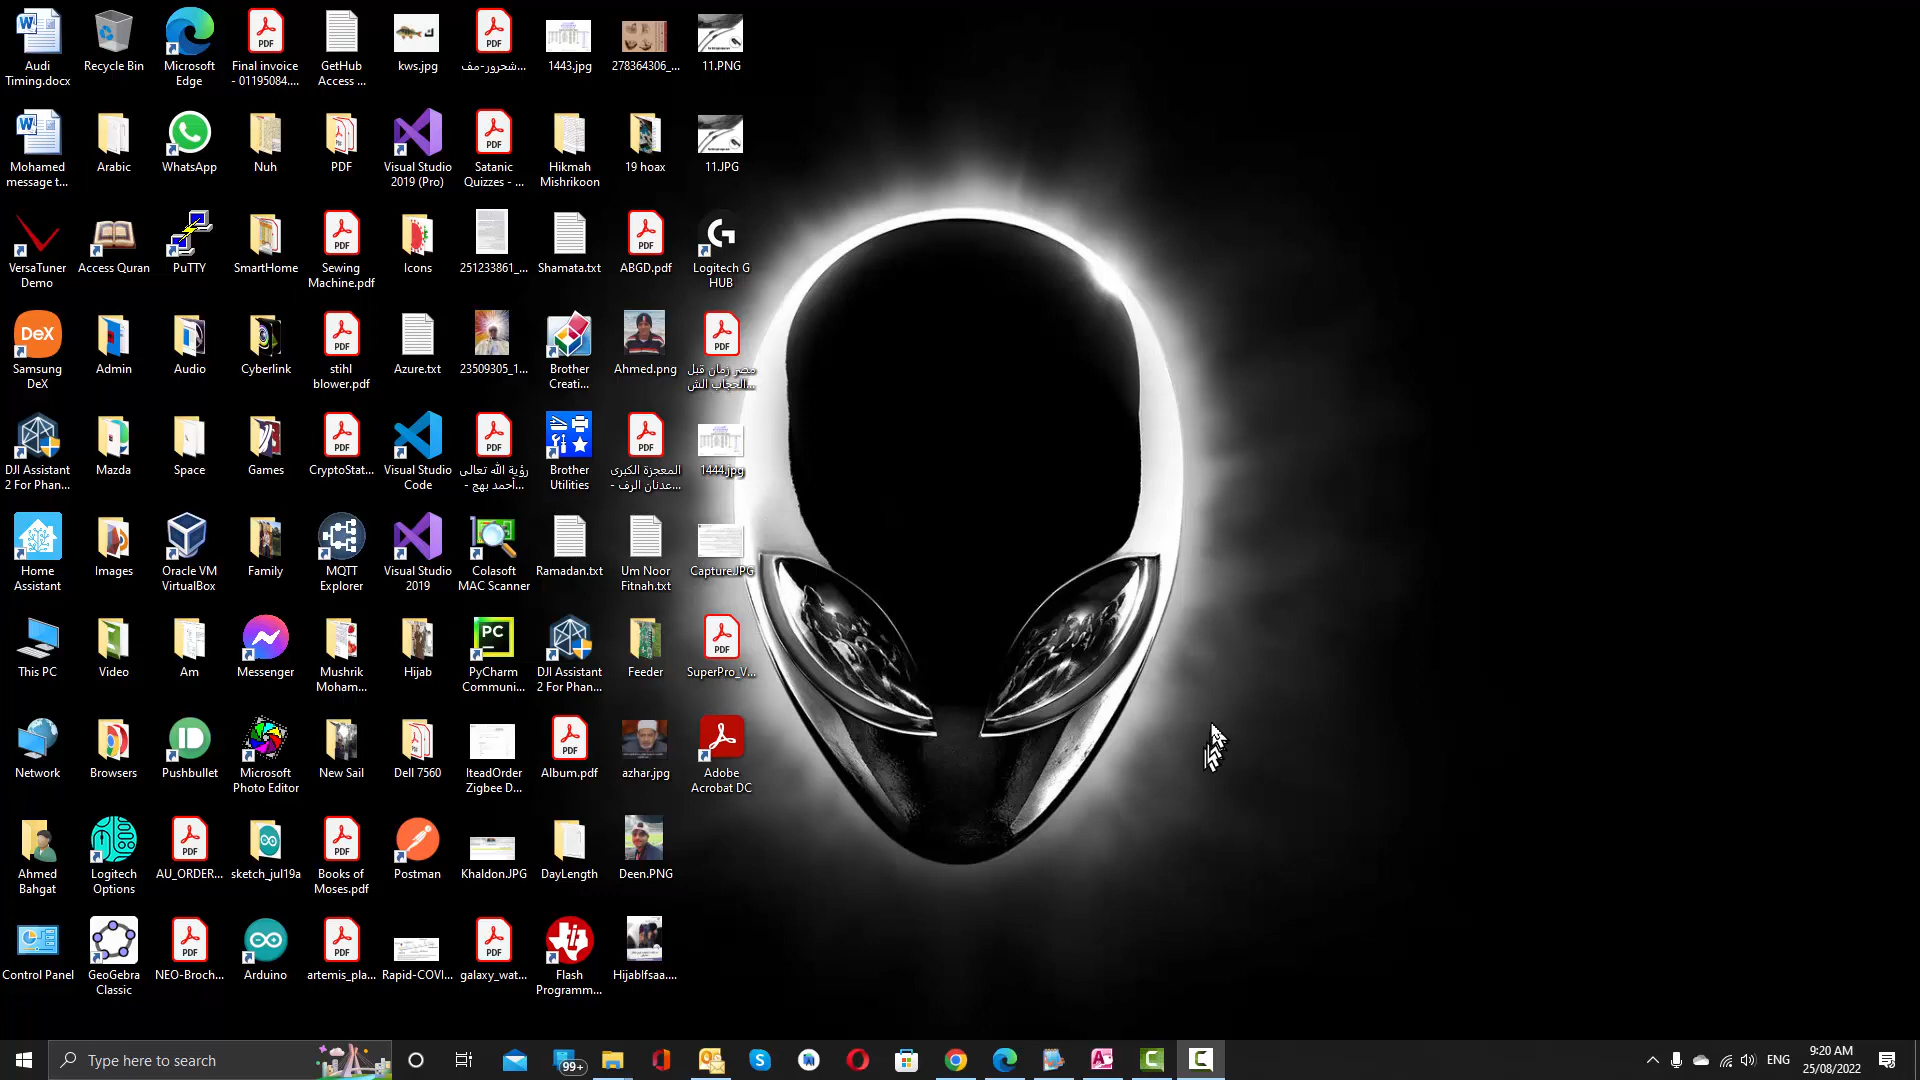 Audi
Timing.docx
Recycle Bin
Microsoft
Edge
Final invoice
- 01195084....
GetHub
Access ...
kws.jpg
شحرور-مف...
1443.jpg
278364306_...
11.PNG
Mohamed
message t...
Arabic
WhatsApp
Nuh
PDF
Visual Studio
2019 (Pro)
Satanic
Quizzes - ...
Hikmah
Mishrikoon
19 hoax
11.JPG
VersaTuner
Demo
Access Quran
PuTTY
SmartHome
Sewing
Machine.pdf
Icons
251233861_...
Shamata.txt
ABGD.pdf
Logitech G
HUB
Samsung
DeX
Admin
Audio
Cyberlink
stihl
blower.pdf
Azure.txt
23509305_1...
Brother
Creati...
Ahmed.png
مصر زمان قبل
الحجاب الش...
DJI Assistant
2 For Phan...
Mazda
Space
Games
CryptoStat...
Visual Studio
Code
رؤية الله تعالى
- أحمد بهج...
Brother
Utilities
المعجزة الكبرى
- عدنان الرف...
1444.jpg
Home
Assistant
Images
Oracle VM
VirtualBox
Family
MQTT
Explorer
Visual Studio
2019
Colasoft
MAC Scanner
Ramadan.txt
Um Noor
Fitnah.txt
Capture.JPG
This PC
Video
Am
Messenger
Mushrik
Moham...
Hijab
PyCharm
Communi...
DJI Assistant
2 For Phan...
Feeder
SuperPro_V...
Network
Browsers
Pushbullet
Microsoft
Photo Editor
New Sail
Dell 7560
IteadOrder
Zigbee D...
Album.pdf
azhar.jpg
Adobe
Acrobat DC
Ahmed
Bahgat
Logitech
Options
AU_ORDER...
sketch_jul19a
Books of
Moses.pdf
Postman
Khaldon.JPG
DayLength
Deen.PNG
Control Panel
GeoGebra
Classic
NEO-Broch...
Arduino
artemis_pla...
Rapid-COVI...
galaxy_wat...
Flash
Programm...
HijabIfsaa....
Type here to search
99+
ENG
9:20 AM
25/08/2022